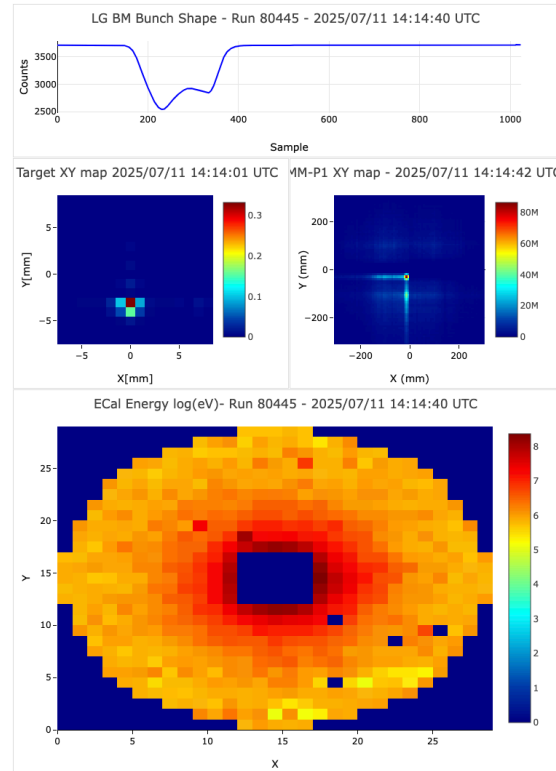 LG BM Bunch Shape - Run 80445 - 2025/07/11 14:14:40 UTC
Counts
3500
3000
2500
0
200
400
600
800
1000
Sample
Target XY map 2025/07/11 14:14:01 UTC
Y[mm]
5
0
−5
−5
0
5
X[mm]
0.3
0.2
0.1
0
MM-P1 XY map - 2025/07/11 14:14:42 UTC
Y (mm)
200
0
−200
−200
0
200
X (mm)
80M
60M
40M
20M
0
ECal Energy log(eV)- Run 80445 - 2025/07/11 14:14:40 UTC
Y
25
20
15
10
5
0
0
5
10
15
20
25
X
8
7
6
5
4
3
2
1
0